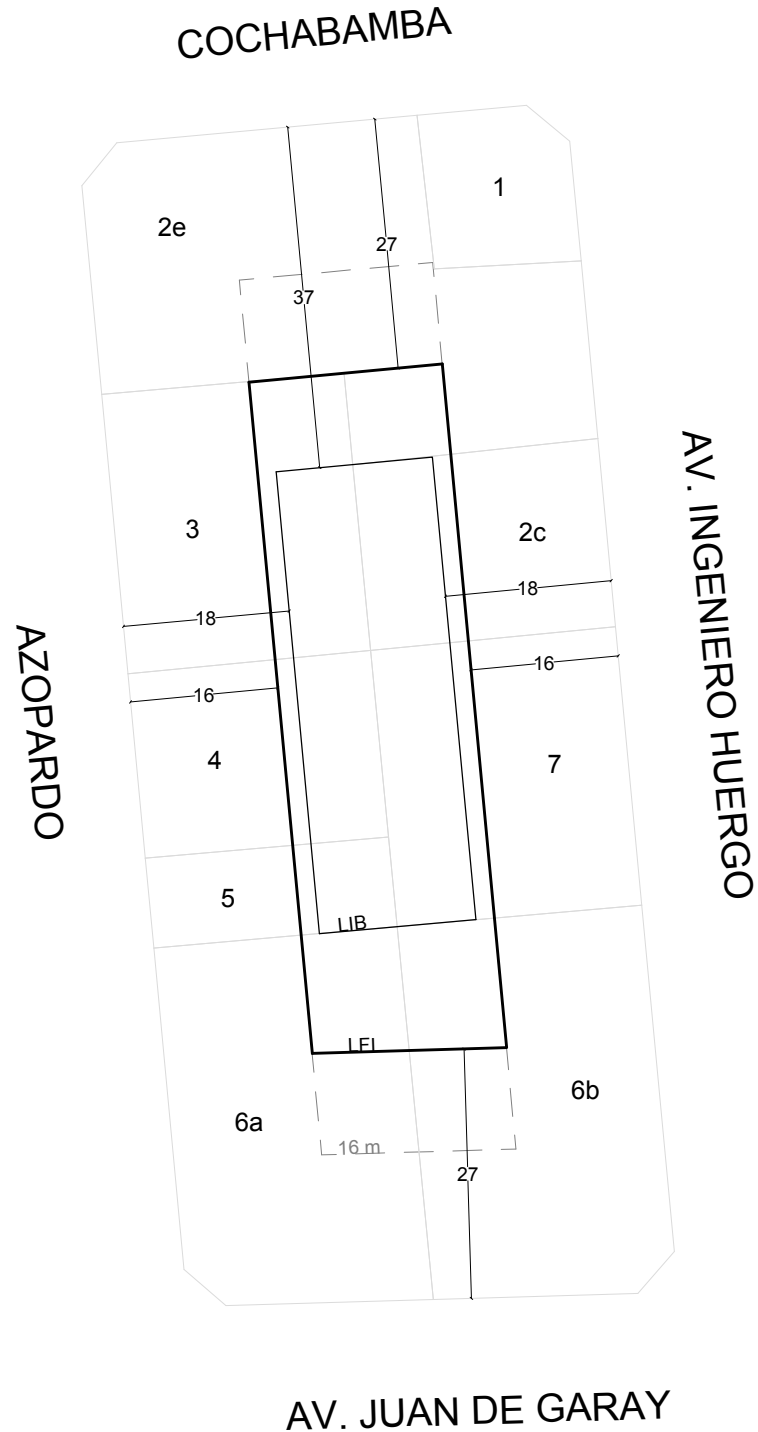 COCHABAMBA
1
2e
27
37
AV. INGENIERO HUERGO
3
2c
18
18
AZOPARDO
16
16
4
7
5
LIB
LFI
6b
6a
16 m
27
AV. JUAN DE GARAY